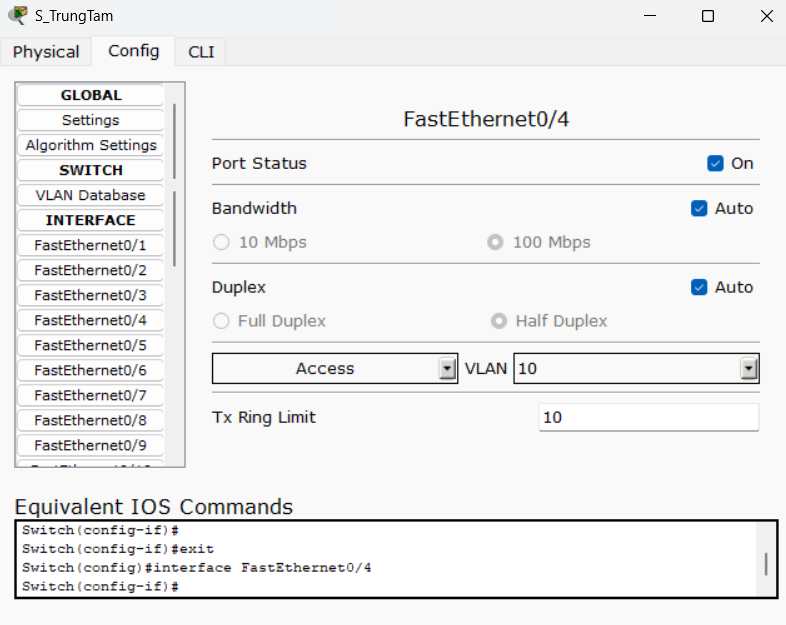 S_TrungTam
Physical Config CLI
GLOBAL
Settings
Algorithm Settings
SWITCH
VLAN Database
INTERFACE
FastEthernet0/1
FastEthernet0/2
FastEthernet0/3
FastEthernet0/4
FastEthernet0/5
FastEthernet0/6
FastEthernet0/7
FastEthernet0/8
FastEthernet0/9
FastEthernet0/4
Port Status On
Bandwidth Auto
10 Mbps 100 Mbps
Duplex Auto
Full Duplex Half Duplex
Access VLAN 10
Tx Ring Limit 10
Equivalent IOS Commands
Switch(config-if)#
Switch(config-if)#exit
Switch(config)#interface FastEthernet0/4
Switch(config-if)#